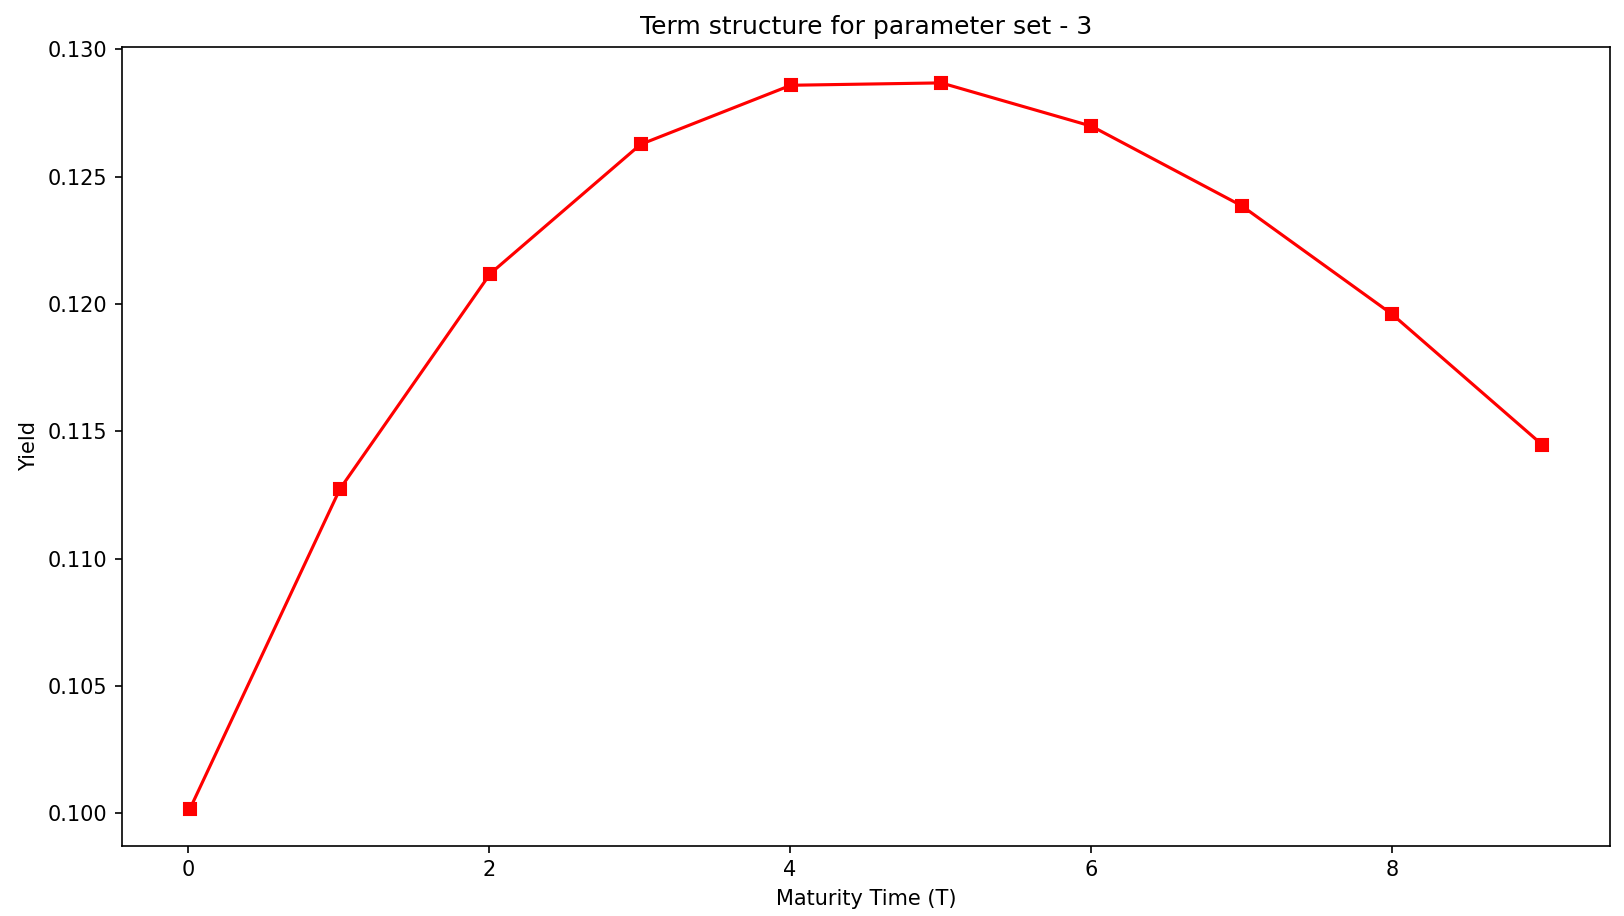 Term structure for parameter set - 3
0.130
0.125
0.120
0.115
0.110
0.105
0.100
Yield
0 2 4 6 8
Maturity Time (T)